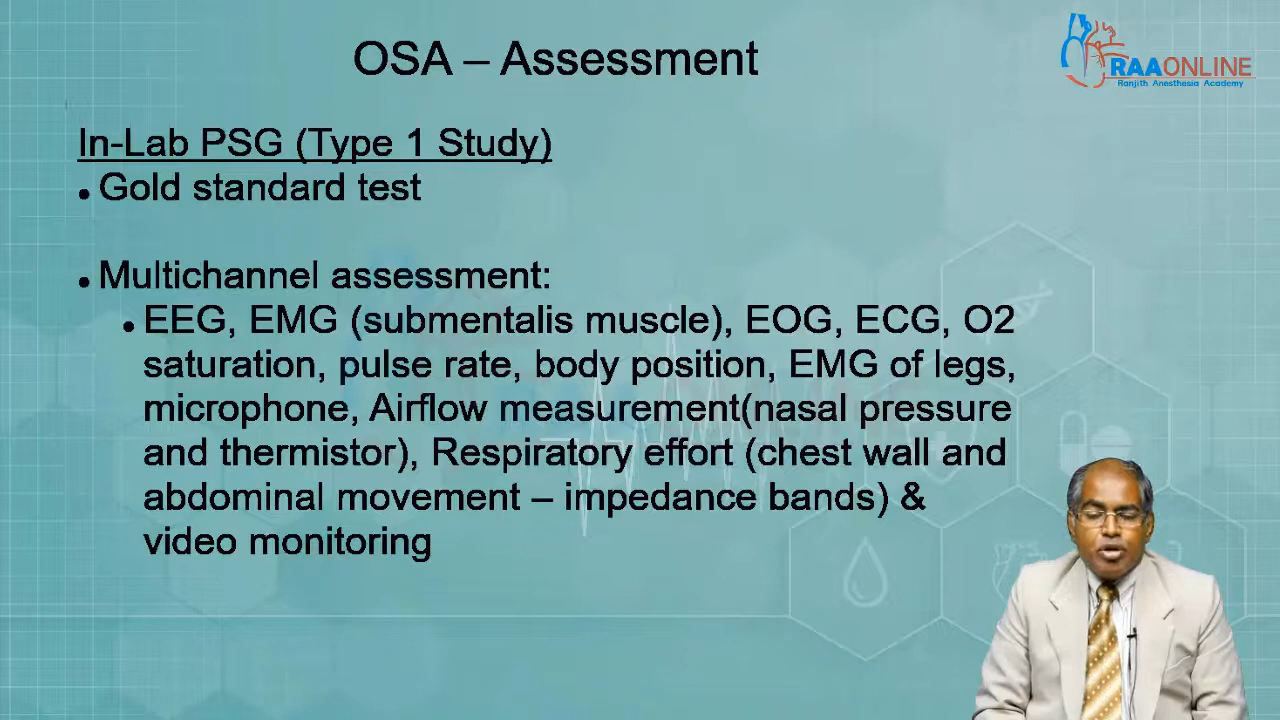 OSA – Assessment
RAAONLINE
Ranjith Anesthesia Academy
In-Lab PSG (Type 1 Study)
• Gold standard test
• Multichannel assessment:
• EEG, EMG (submentalis muscle), EOG, ECG, O2
saturation, pulse rate, body position, EMG of legs,
microphone, Airflow measurement(nasal pressure
and thermistor), Respiratory effort (chest wall and
abdominal movement – impedance bands) &
video monitoring